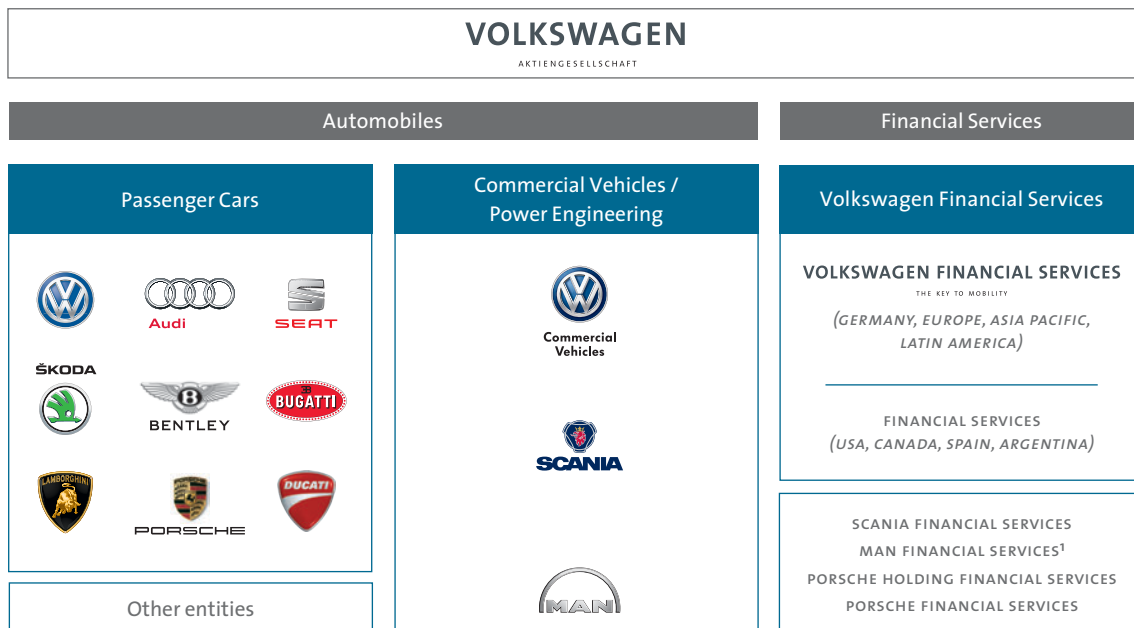 VOLKSWAGEN
AKTIENGESELLSCHAFT
Automobiles
Financial Services
Passenger Cars
Audi
SEAT
ŠKODA
BENTLEY
BUGATTI
LAMBORGHINI
PORSCHE
DUCATI
Other entities
Commercial Vehicles /
Power Engineering
Commercial
Vehicles
SCANIA
MAN
Volkswagen Financial Services
VOLKSWAGEN FINANCIAL SERVICES
THE KEY TO MOBILITY
(GERMANY, EUROPE, ASIA PACIFIC,
LATIN AMERICA)
FINANCIAL SERVICES
(USA, CANADA, SPAIN, ARGENTINA)
SCANIA FINANCIAL SERVICES
MAN FINANCIAL SERVICES¹
PORSCHE HOLDING FINANCIAL SERVICES
PORSCHE FINANCIAL SERVICES